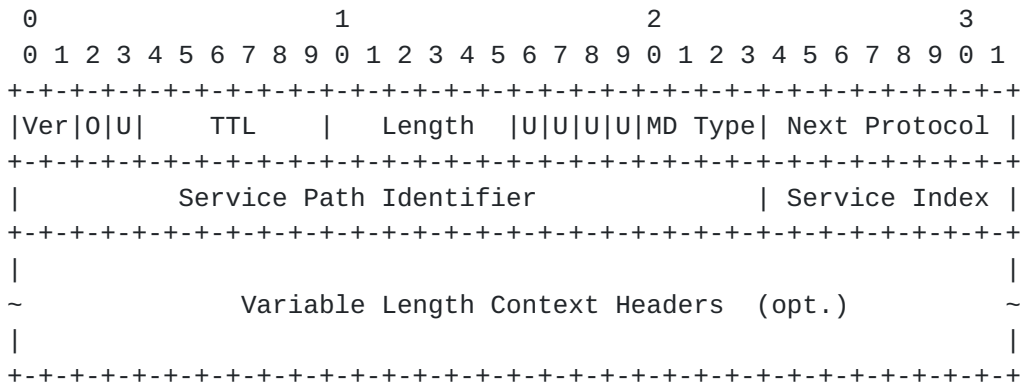 0                   1                   2                   3
 0 1 2 3 4 5 6 7 8 9 0 1 2 3 4 5 6 7 8 9 0 1 2 3 4 5 6 7 8 9 0 1
+-+-+-+-+-+-+-+-+-+-+-+-+-+-+-+-+-+-+-+-+-+-+-+-+-+-+-+-+-+-+-+-+
|Ver|O|U|    TTL    |   Length  |U|U|U|U|MD Type| Next Protocol |
+-+-+-+-+-+-+-+-+-+-+-+-+-+-+-+-+-+-+-+-+-+-+-+-+-+-+-+-+-+-+-+-+
|          Service Path Identifier              | Service Index |
+-+-+-+-+-+-+-+-+-+-+-+-+-+-+-+-+-+-+-+-+-+-+-+-+-+-+-+-+-+-+-+-+
|                                                               |
~              Variable Length Context Headers  (opt.)          ~
|                                                               |
+-+-+-+-+-+-+-+-+-+-+-+-+-+-+-+-+-+-+-+-+-+-+-+-+-+-+-+-+-+-+-+-+